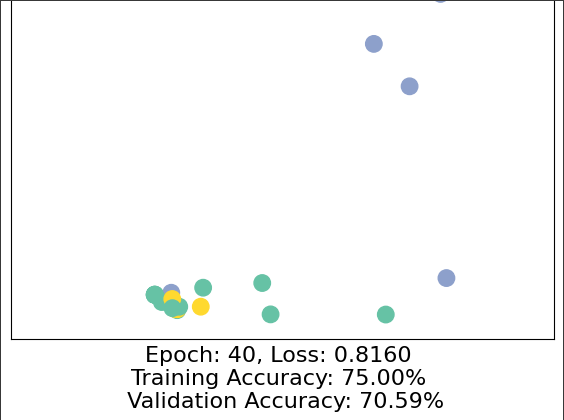 Epoch: 40, Loss: 0.8160
Training Accuracy: 75.00%
Validation Accuracy: 70.59%